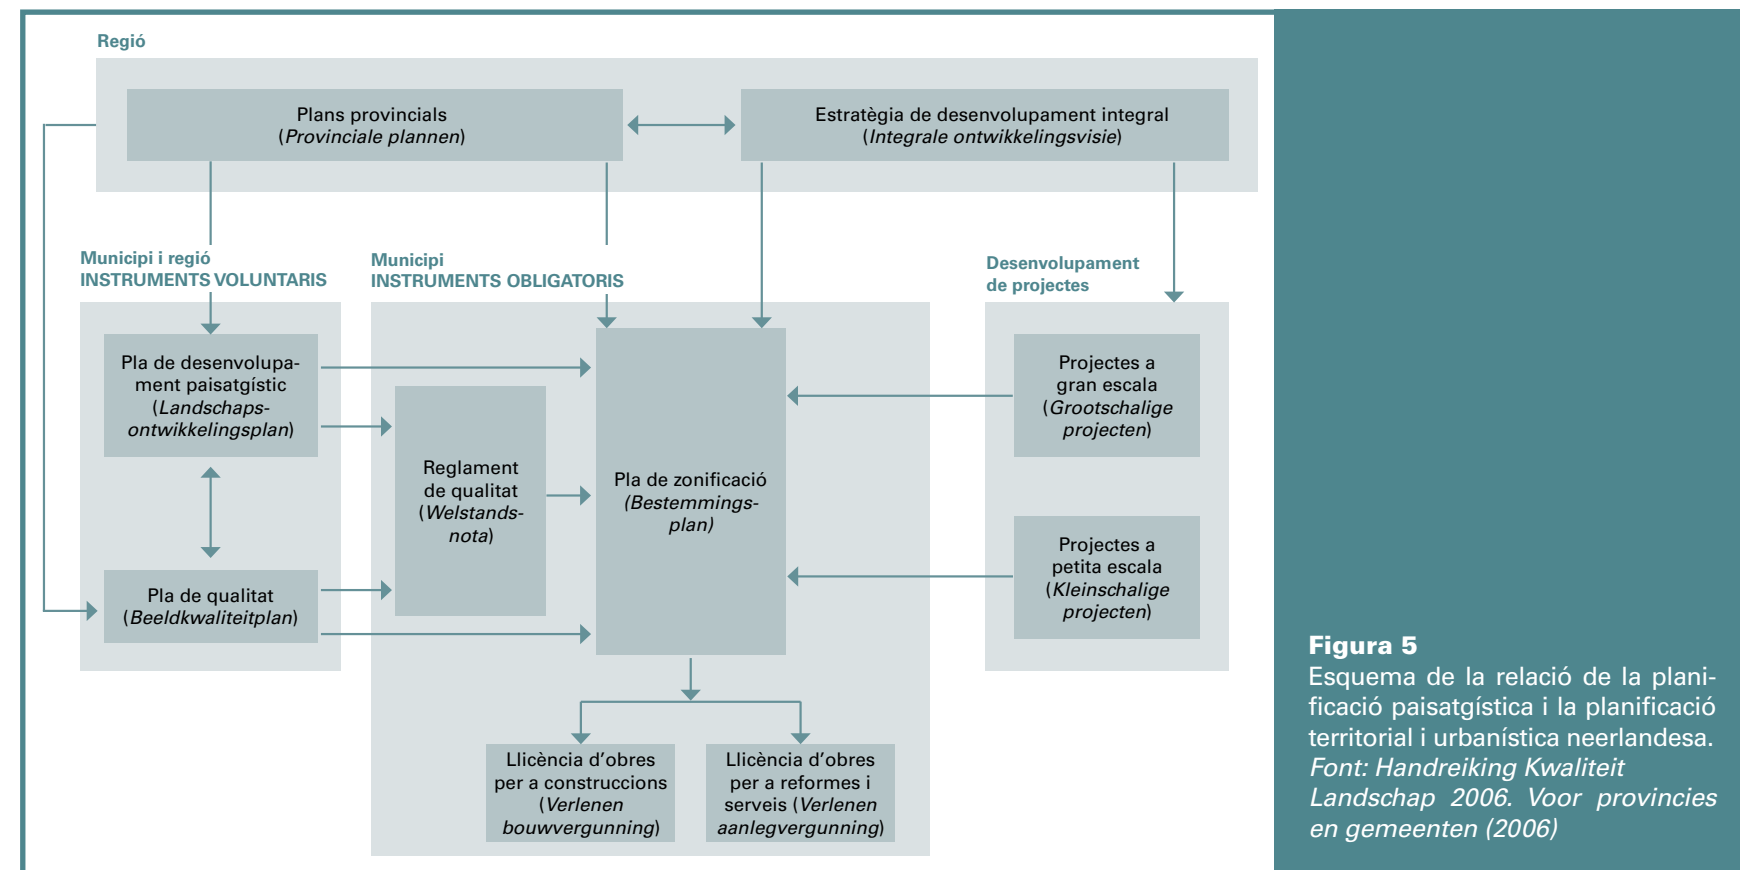 Regió
Plans provincials
(Provinciale plannen)
Estratègia de desenvolupament integral
(Integrale ontwikkelingsvisie)
Municipi i regió
INSTRUMENTS VOLUNTARIS
Municipi
INSTRUMENTS OBLIGATORIS
Desenvolupament
de projectes
Pla de desenvolupa-
ment paisatgístic
(Landschaps-
ontwikkelingsplan)
Pla de qualitat
(Beeldkwaliteitplan)
Reglament
de qualitat
(Welstands-
nota)
Pla de zonificació
(Bestemmings-
plan)
Projectes a
gran escala
(Grootschalige
projecten)
Projectes a
petita escala
(Kleinschalige
projecten)
Llicència d’obres
per a construccions
(Verlenen
bouwvergunning)
Llicència d’obres
per a reformes i
serveis (Verlenen
aanlegvergunning)
Figura 5
Esquema de la relació de la plani-
ficació paisatgística i la planificació
territorial i urbanística neerlandesa.
Font: Handreiking Kwaliteit
Landschap 2006. Voor provincies
en gemeenten (2006)